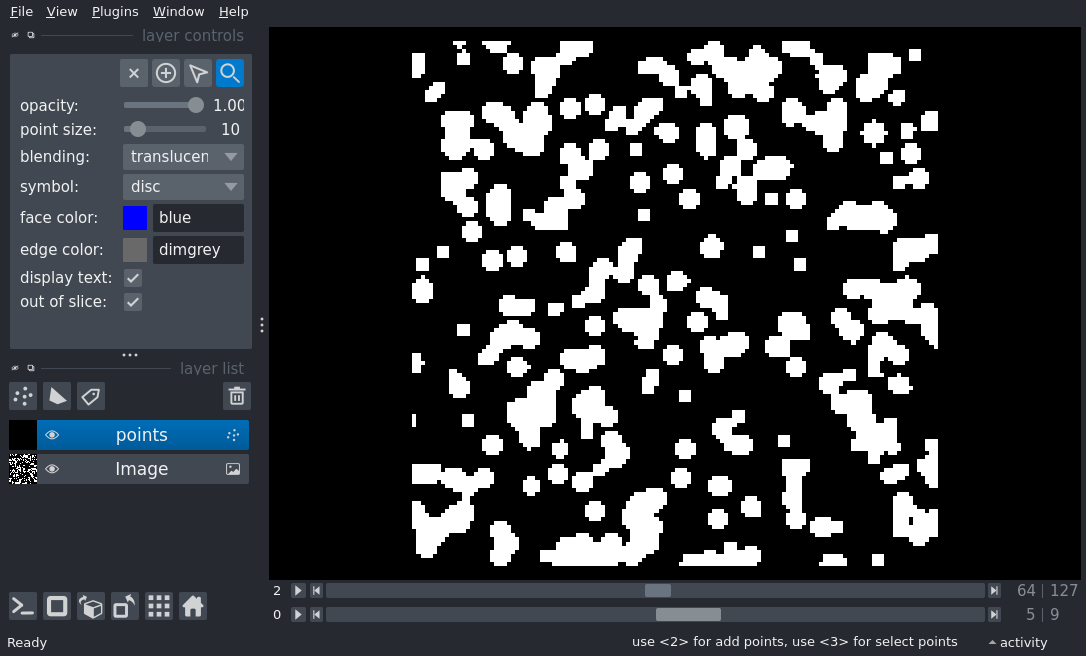 File View Plugins Window Help
layer controls
opacity: 1.00
point size: 10
blending: translucen
symbol: disc
face color: blue
edge color: dimgrey
display text:
out of slice:
layer list
points
Image
2 64 | 127
0 5 | 9
Ready use <2> for add points, use <3> for select points activity